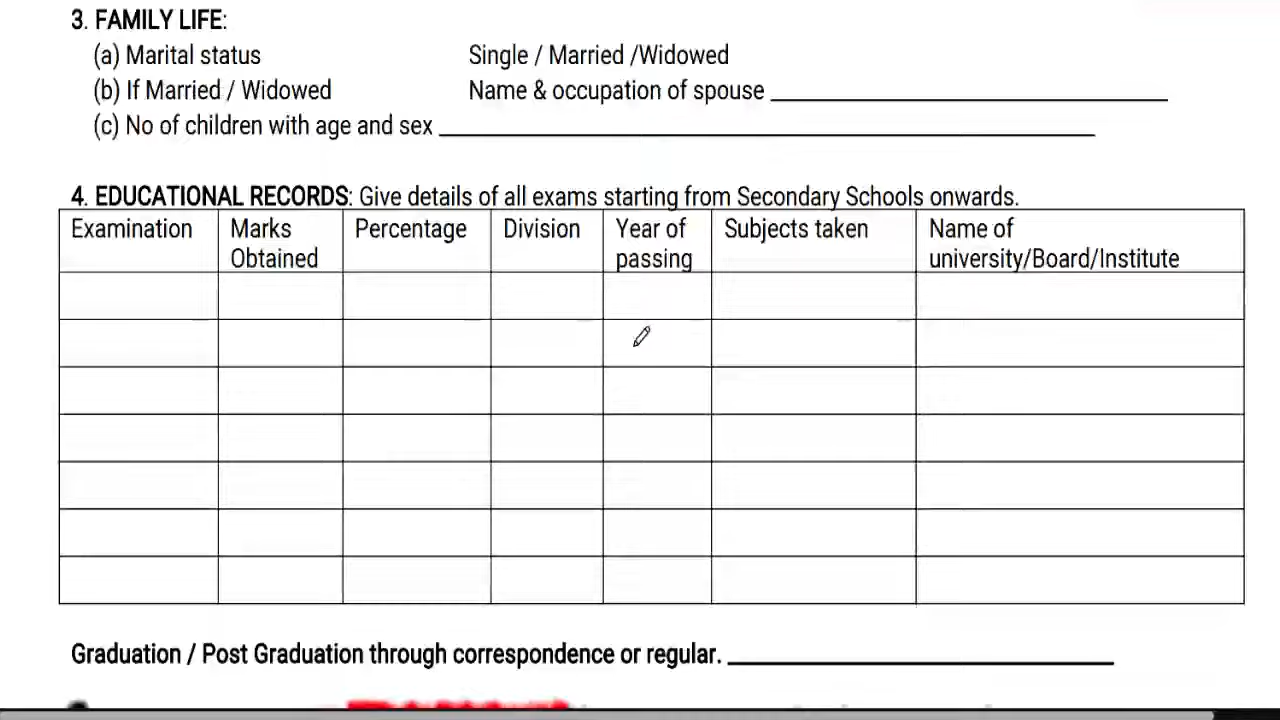 3. FAMILY LIFE:
(a) Marital status Single / Married /Widowed
(b) If Married / Widowed Name & occupation of spouse
(c) No of children with age and sex
4. EDUCATIONAL RECORDS: Give details of all exams starting from Secondary Schools onwards.
Examination Marks Obtained Percentage Division Year of passing Subjects taken Name of university/Board/Institute
Graduation / Post Graduation through correspondence or regular.